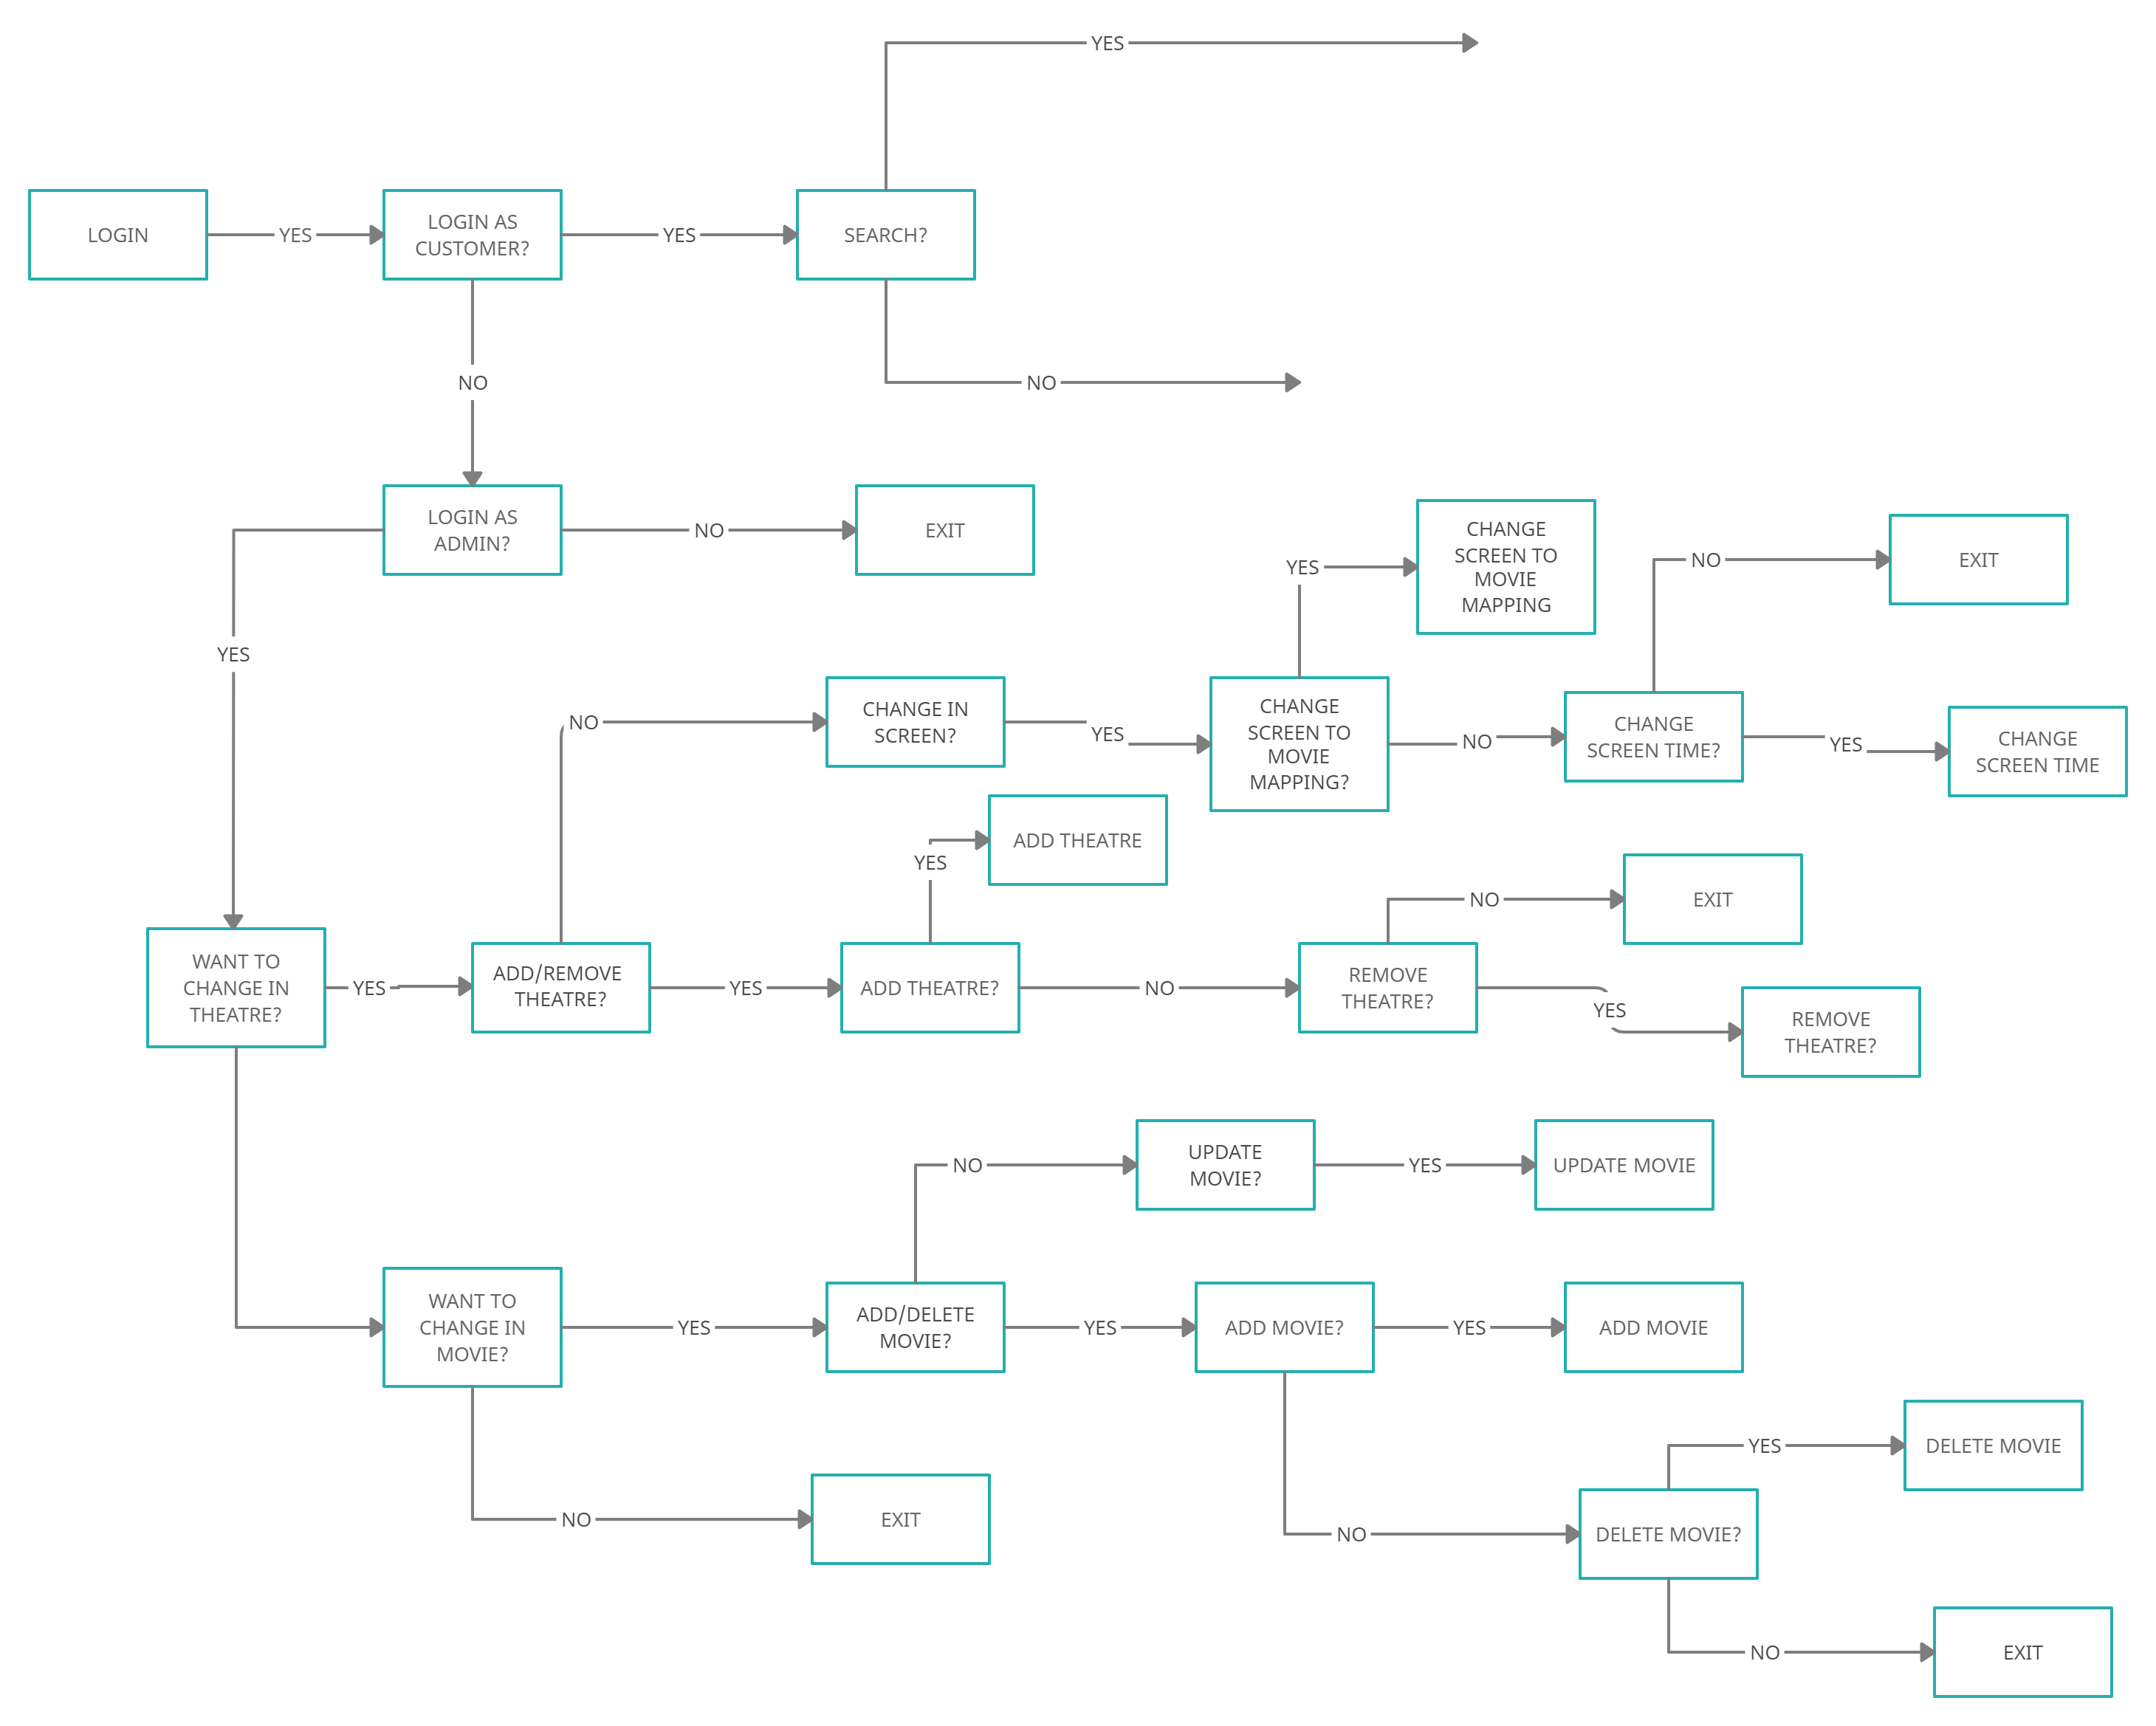 YES
LOGIN
YES
LOGIN AS
CUSTOMER?
YES
SEARCH?
NO
NO
LOGIN AS
ADMIN?
NO
EXIT
YES
YES
CHANGE
SCREEN TO
MOVIE
MAPPING
NO
EXIT
NO
CHANGE IN
SCREEN?
YES
CHANGE
SCREEN TO
MOVIE
MAPPING?
NO
CHANGE
SCREEN TIME?
YES
CHANGE
SCREEN TIME
YES
ADD THEATRE
NO
EXIT
WANT TO
CHANGE IN
THEATRE?
YES
ADD/REMOVE
THEATRE?
YES
ADD THEATRE?
NO
REMOVE
THEATRE?
YES
REMOVE
THEATRE?
NO
UPDATE
MOVIE?
YES
UPDATE MOVIE
WANT TO
CHANGE IN
MOVIE?
YES
ADD/DELETE
MOVIE?
YES
ADD MOVIE?
YES
ADD MOVIE
YES
DELETE MOVIE
NO
EXIT
NO
DELETE MOVIE?
NO
EXIT